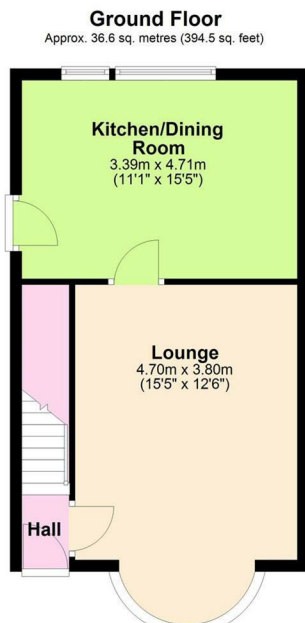 Ground Floor
Approx. 36.6 sq. metres (394.5 sq. feet)
Kitchen/Dining
Room
3.39m x 4.71m
(11'1" x 15'5")
Lounge
4.70m x 3.80m
(15'5" x 12'6")
Hall